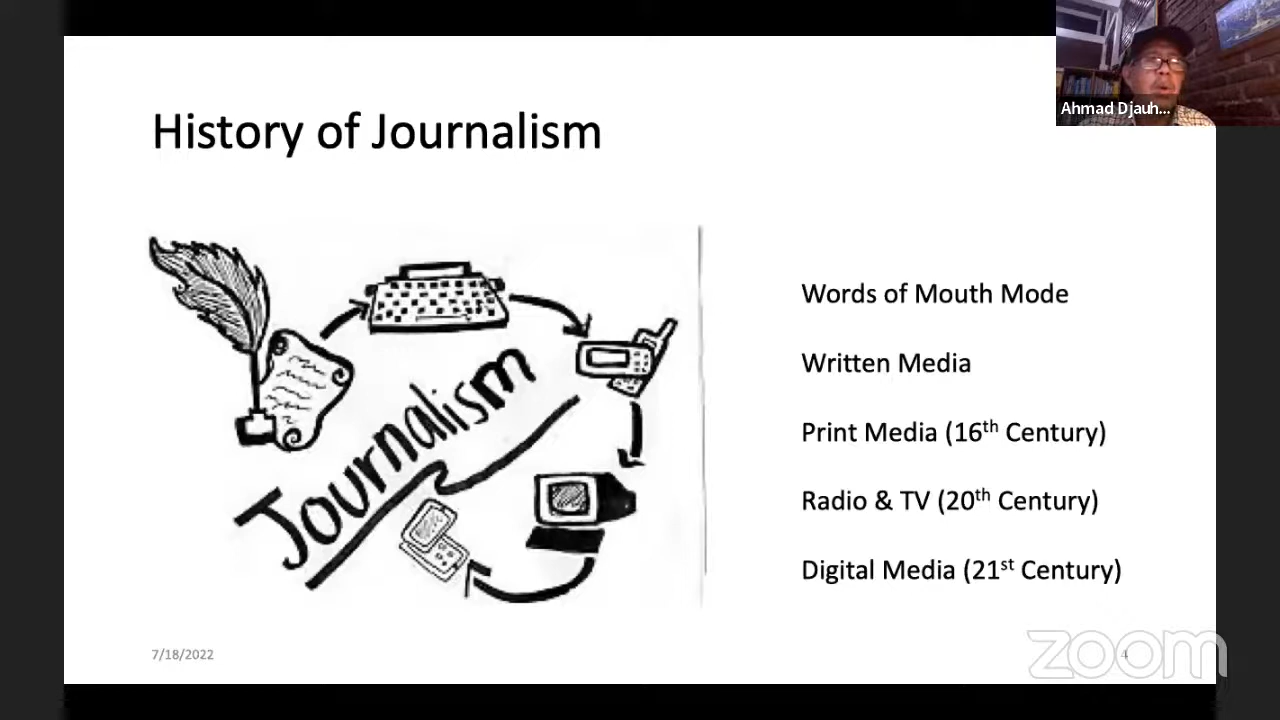 Ahmad Djauh...
History of Journalism
Journalism
Words of Mouth Mode
Written Media
Print Media (16th Century)
Radio & TV (20th Century)
Digital Media (21st Century)
7/18/2022
4
zoom